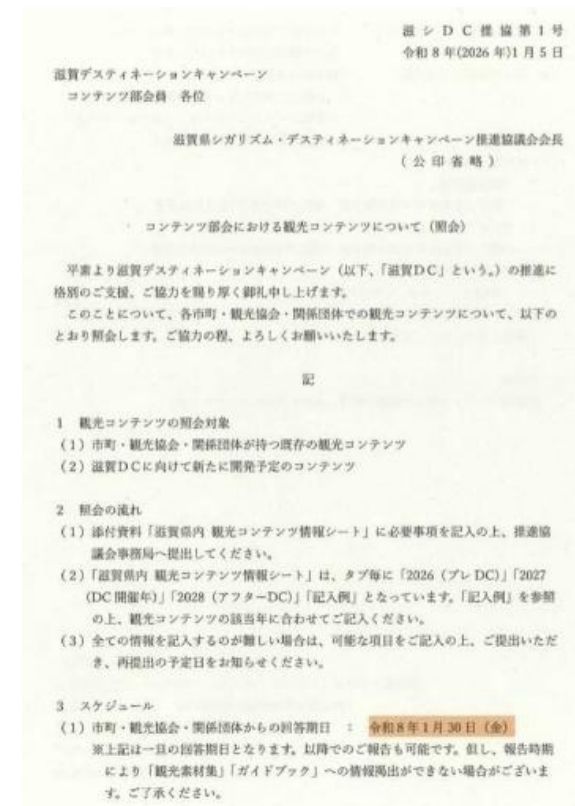 滋シDC推協第1号
令和8年(2026年)1月5日
滋賀デスティネーションキャンペーン
コンテンツ部会員 各位
滋賀県シガリズム・デスティネーションキャンペーン推進協議会会長
(公印省略)
コンテンツ部会における観光コンテンツについて(照会)
平素より滋賀デスティネーションキャンペーン(以下、「滋賀DC」という。)の推進に
格別のご支援、ご協力を賜り厚く御礼申し上げます。
このことについて、各市町・観光協会・関係団体での観光コンテンツについて、以下の
とおり照会します。ご協力の程、よろしくお願いいたします。
記
1 観光コンテンツの照会対象
(1)市町・観光協会・関係団体が持つ既存の観光コンテンツ
(2)滋賀DCに向けて新たに開発予定のコンテンツ
2 照会の流れ
(1)添付資料「滋賀県内 観光コンテンツ情報シート」に必要事項を記入の上、推進協
議会事務局へ提出してください。
(2)「滋賀県内 観光コンテンツ情報シート」は、タブ毎に「2026(プレDC)」「2027
(DC開催年)」「2028(アフターDC)」「記入例」となっています。「記入例」を参照
の上、観光コンテンツの該当年に合わせてご記入ください。
(3)全ての情報を記入するのが難しい場合は、可能な項目をご記入の上、ご提出いただ
き、再提出の予定日をお知らせください。
3 スケジュール
(1)市町・観光協会・関係団体からの回答期日 : 令和8年1月30日(金)
※上記は一旦の回答期日となります。以降でのご報告も可能です。但し、報告時期
により「観光素材集」「ガイドブック」への情報掲出ができない場合がございま
す。ご了承ください。